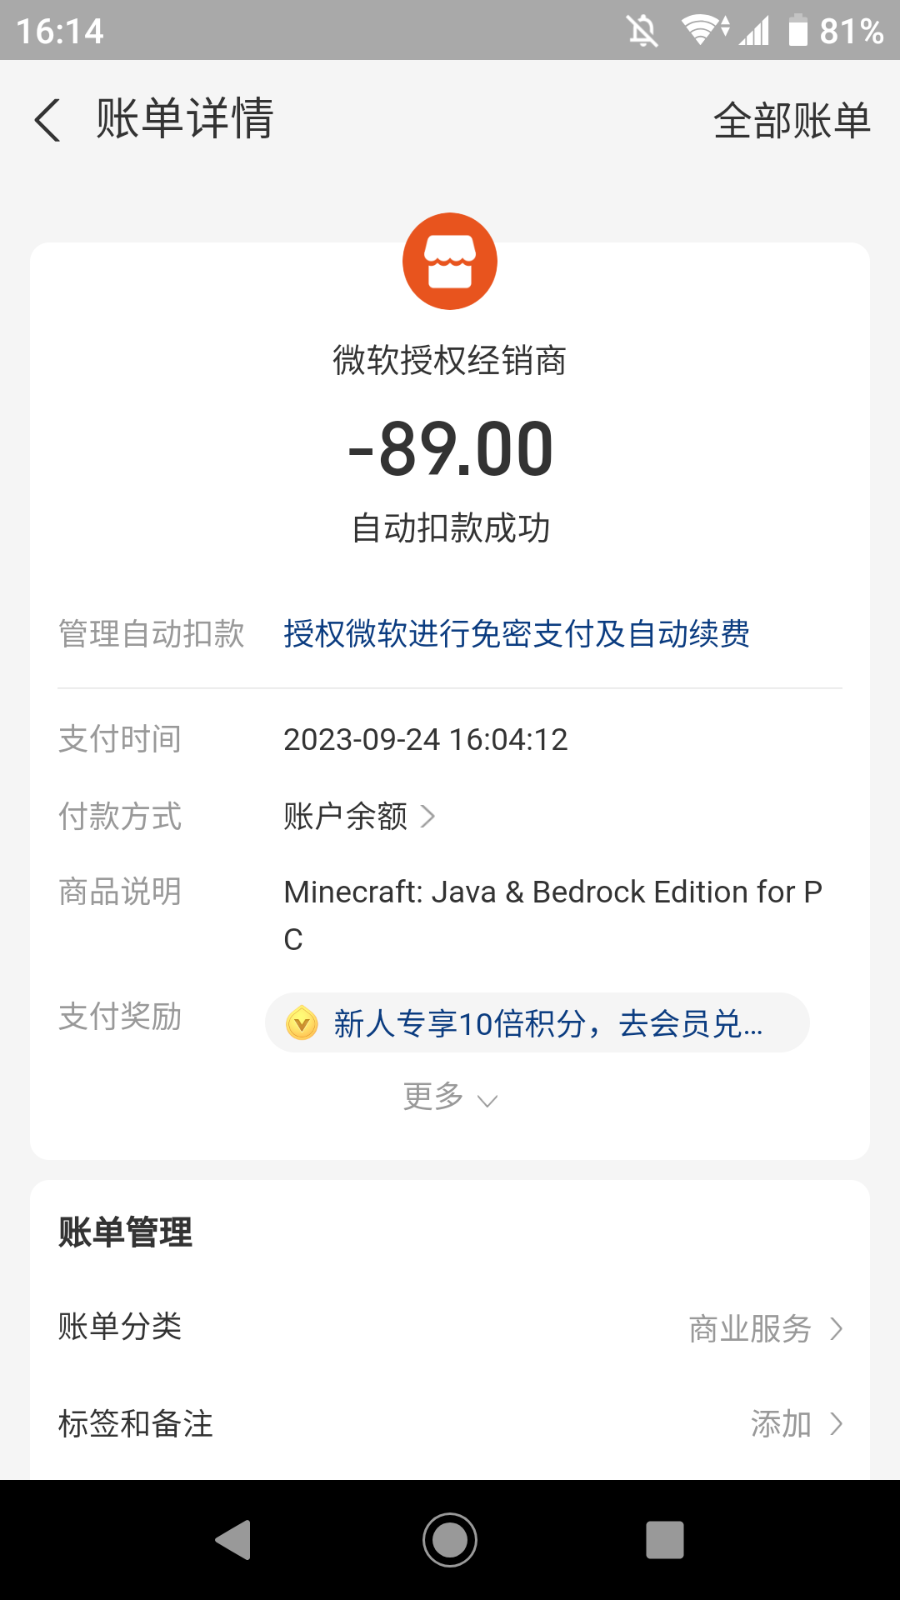 16:14
81%
账单详情
全部账单
微软授权经销商
-89.00
自动扣款成功
管理自动扣款 授权微软进行免密支付及自动续费
支付时间 2023-09-24 16:04:12
付款方式 账户余额
商品说明 Minecraft: Java & Bedrock Edition for P
C
支付奖励 新人专享10倍积分，去会员兑...
更多
账单管理
账单分类 商业服务
标签和备注 添加